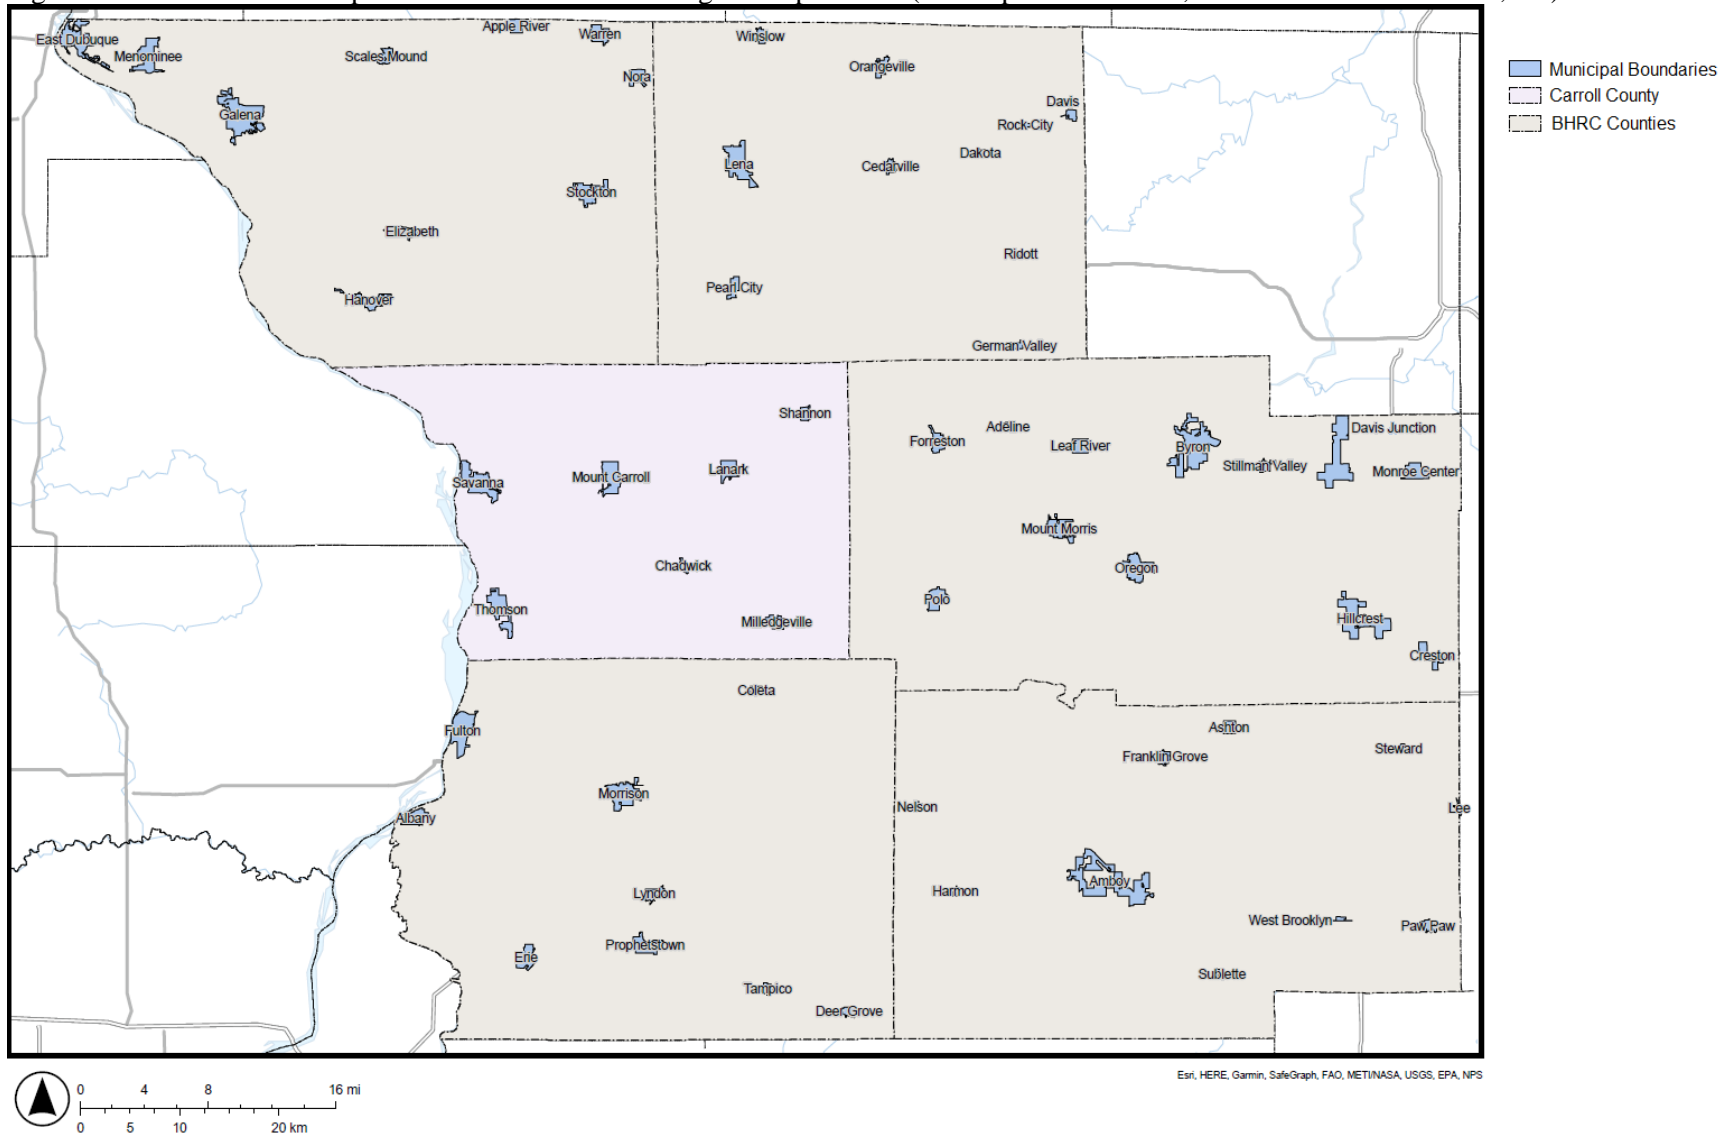 East Dubuque
Menominee
Scales Mound
Apple River
Warren
Nora
Galena
Stockton
Elizabeth
Hanover
Winslow
Orangeville
Davis
Rock City
Dakota
Lena
Cedarville
Ridott
Pearl City
German Valley
Municipal Boundaries
Carroll County
BHRC Counties
Shannon
Savanna
Mount Carroll
Lanark
Chadwick
Thomson
Milledgeville
Forreston
Adeline
Leaf River
Byron
Stillman Valley
Davis Junction
Monroe Center
Mount Morris
Oregon
Polo
Hillcrest
Creston
Coleta
Fulton
Morrison
Albany
Lyndon
Erie
Prophetstown
Tampico
Deer Grove
Ashton
Franklin Grove
Steward
Nelson
Lee
Amboy
Harmon
West Brooklyn
Paw Paw
Sublette
Esri, HERE, Garmin, SafeGraph, FAO, METI/NASA, USGS, EPA, NPS
0 4 8 16 mi
0 5 10 20 km